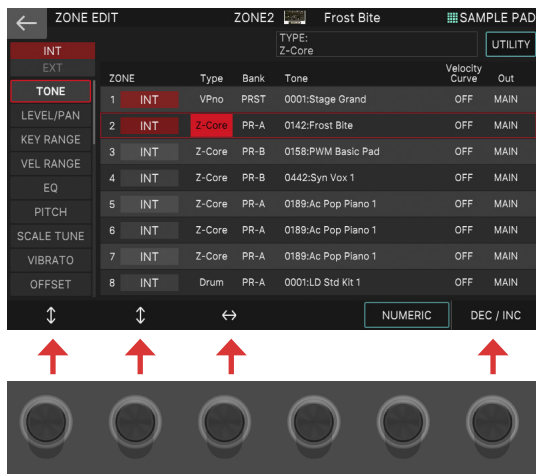 ZONE EDIT ZONE2 Frost Bite SAMPLE PAD
TYPE:
Z-Core
UTILITY
INT
EXT
TONE
LEVEL/PAN
KEY RANGE
VEL RANGE
EQ
PITCH
SCALE TUNE
VIBRATO
OFFSET
ZONE Type Bank Tone Velocity Curve Out
1 INT VPno PRST 0001:Stage Grand OFF MAIN
2 INT Z-Core PR-A 0142:Frost Bite OFF MAIN
3 INT Z-Core PR-B 0158:PWM Basic Pad OFF MAIN
4 INT Z-Core PR-B 0442:Syn Vox 1 OFF MAIN
5 INT Z-Core PR-A 0189:Ac Pop Piano 1 OFF MAIN
6 INT Z-Core PR-A 0189:Ac Pop Piano 1 OFF MAIN
7 INT Z-Core PR-A 0189:Ac Pop Piano 1 OFF MAIN
8 INT Drum PR-A 0001:LD Std Kit 1 OFF MAIN
NUMERIC DEC / INC